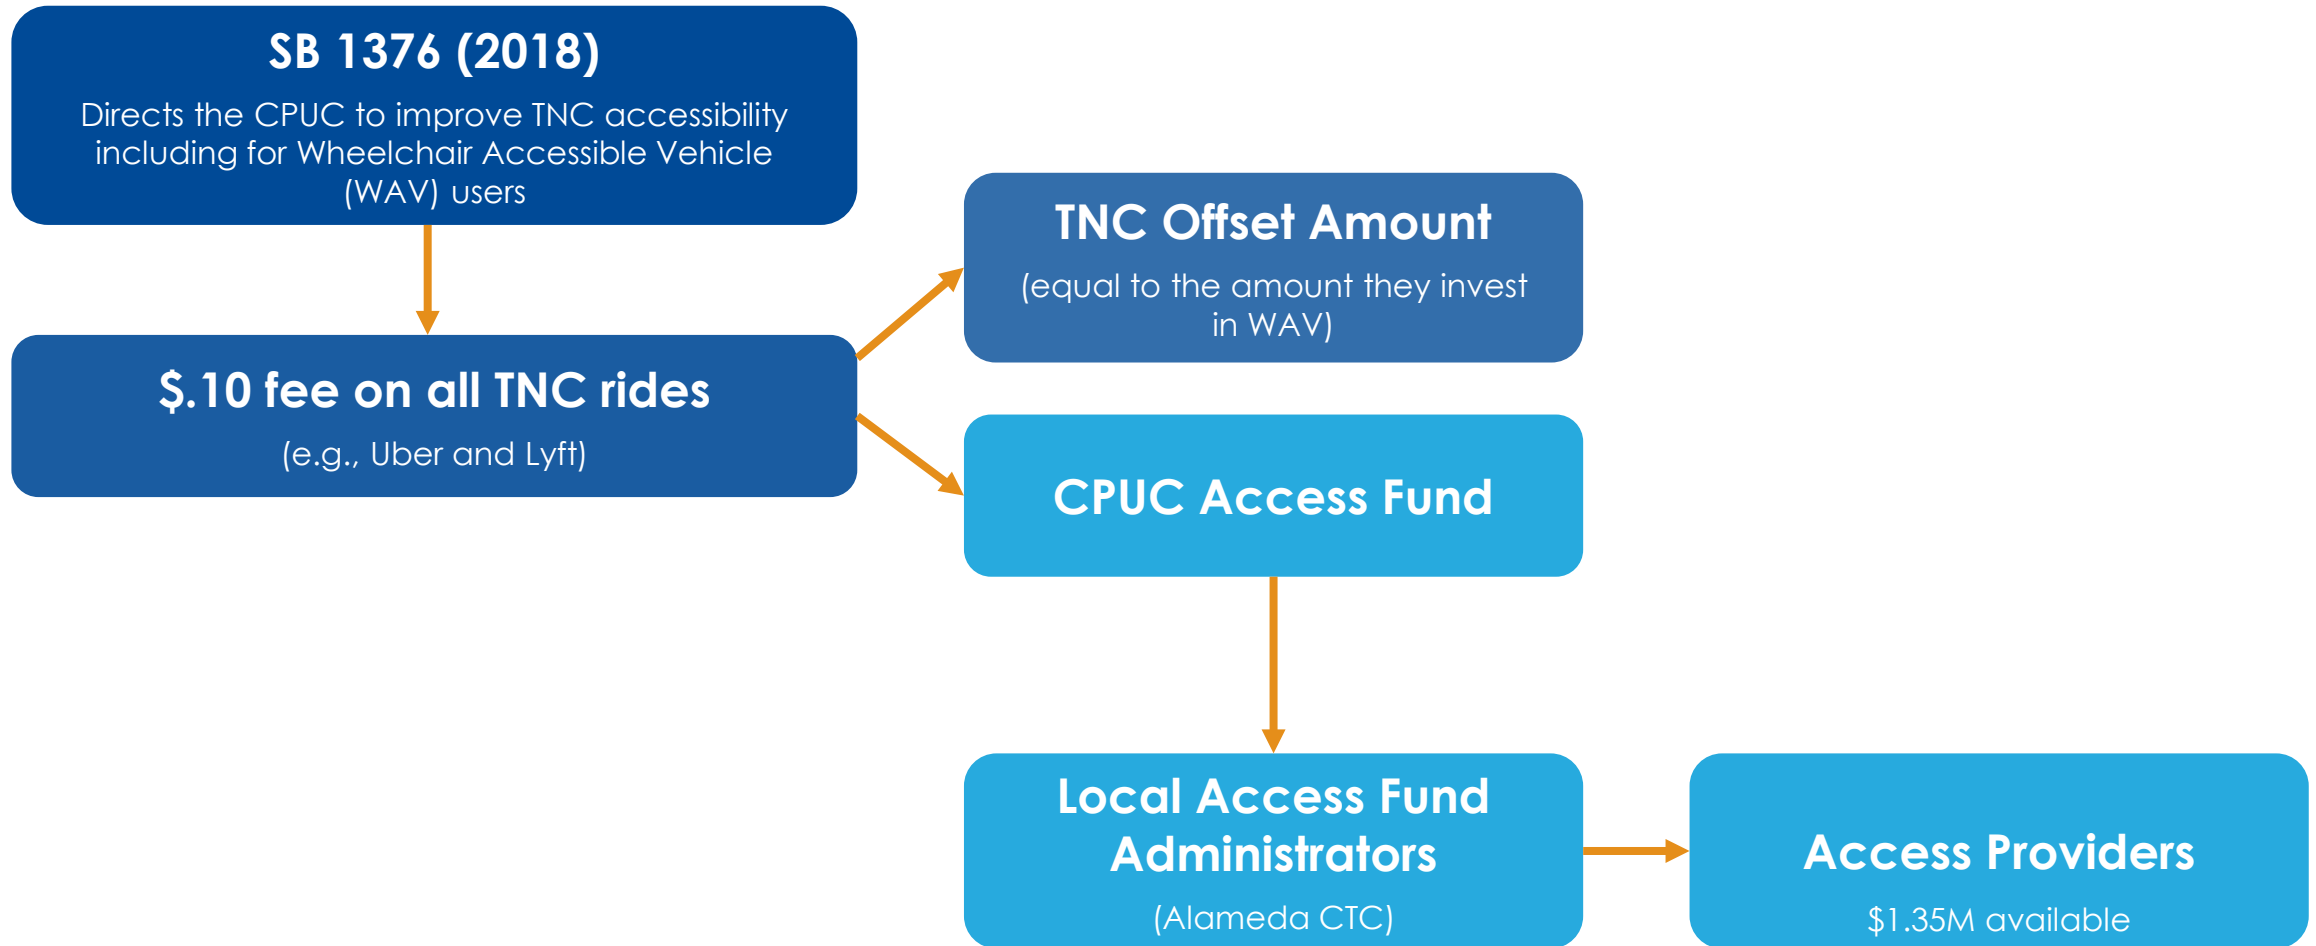 SB 1376 (2018)
Directs the CPUC to improve TNC accessibility
including for Wheelchair Accessible Vehicle
(WAV) users
$.10 fee on all TNC rides
(e.g., Uber and Lyft)
TNC Offset Amount
(equal to the amount they invest
in WAV)
CPUC Access Fund
Local Access Fund
Administrators
(Alameda CTC)
Access Providers
$1.35M available